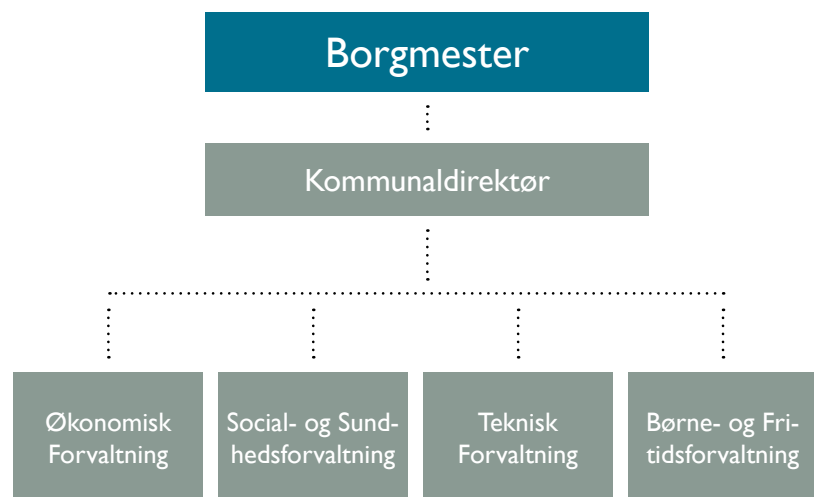 Borgmester
Kommunaldirektør
Økonomisk
Forvaltning
Social- og Sund-
hedsforvaltning
Teknisk
Forvaltning
Børne- og Fri-
tidsforvaltning